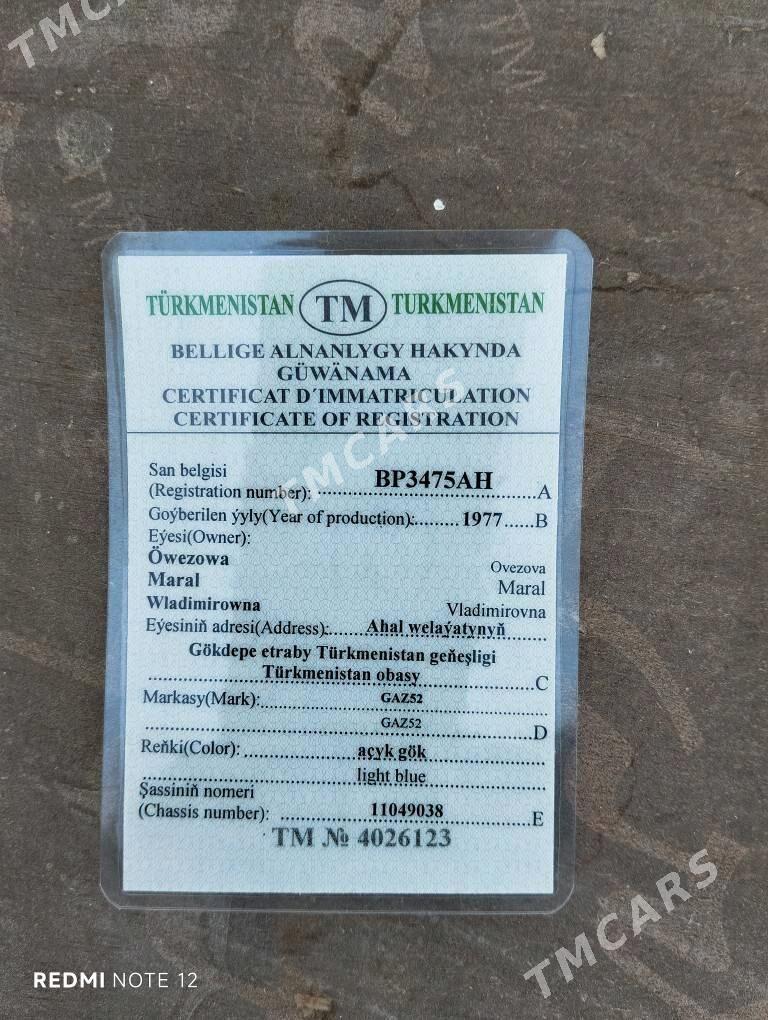 TMCARS
TÜRKMENISTAN TM TURKMENISTAN
BELLIGE ALNANLYGY HAKYNDA
GÜWÄNAMA
CERTIFICAT D´IMMATRICULATION
CERTIFICATE OF REGISTRATION
TMCARS
San belgisi
(Registration number): BP3475AH A
Goýberilen ýyly(Year of production): 1977 B
Eýesi(Owner):
Öwezowa Ovezova
Maral Maral
Wladimirowna Vladimirovna
Eýesiniň adresi(Address): Ahal welaýatynyň
Gökdepe etraby Türkmenistan geňeşligi
Türkmenistan obasy C
Markasy(Mark): GAZ52
GAZ52 D
Reňki(Color): açyk gök
light blue
Şassiniň nomeri
(Chassis number): 11049038 E
TM № 4026123
TMCARS
REDMI NOTE 12